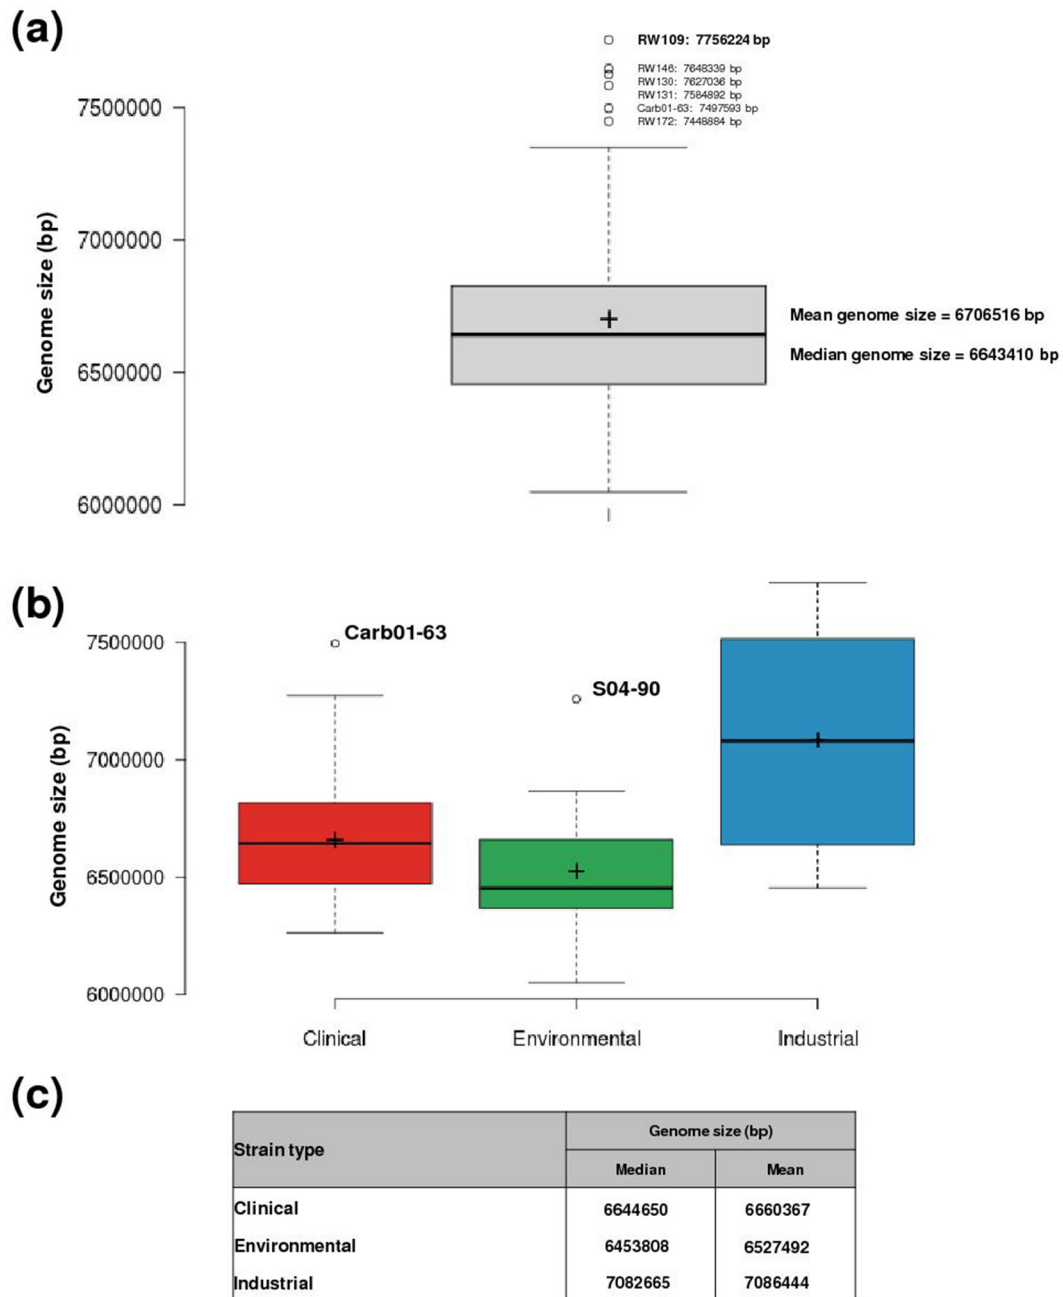 (a)
RW109: 7756224 bp
RW146: 7648339 bp
RW130: 7627036 bp
RW131: 7584892 bp
Carb01-63: 7497593 bp
RW172: 7448884 bp
7500000
7000000
6500000
6000000
Genome size (bp)
Mean genome size = 6706516 bp
Median genome size = 6643410 bp
(b)
Carb01-63
S04-90
7500000
7000000
6500000
6000000
Genome size (bp)
Clinical Environmental Industrial
(c)
Strain type Genome size (bp)
Median Mean
Clinical 6644650 6660367
Environmental 6453808 6527492
Industrial 7082665 7086444